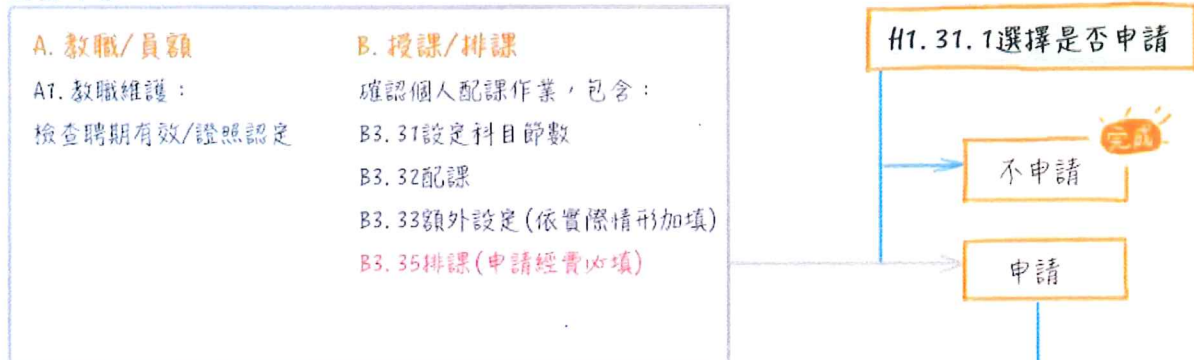 A. 教職/員額
A1. 教職維護：
檢查聘期有效/證照認定
B. 授課/排課
確認個人配課作業，包含：
B3.31設定科目節數
B3.32配課
B3.33額外設定(依實際情形加填)
B3.35排課(申請經費必填)
H1.31.1選擇是否申請
完成
不申請
申請